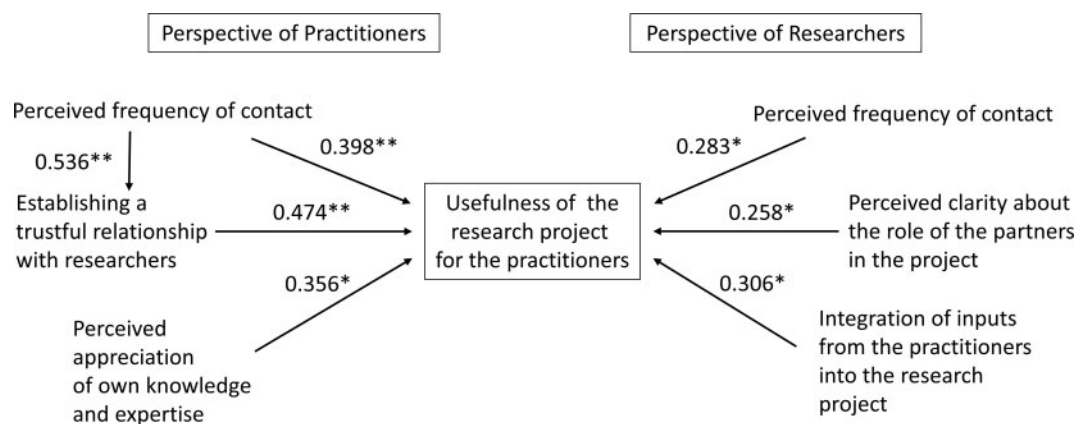 Perspective of Practitioners
Perspective of Researchers
Perceived frequency of contact
0.536**
0.398**
Establishing a
trustful relationship
with researchers
0.474**
Perceived
appreciation
of own knowledge
and expertise
0.356*
Usefulness of the
research project
for the practitioners
Perceived frequency of contact
0.283*
Perceived clarity about
the role of the partners
in the project
0.258*
Integration of inputs
from the practitioners
into the research
project
0.306*